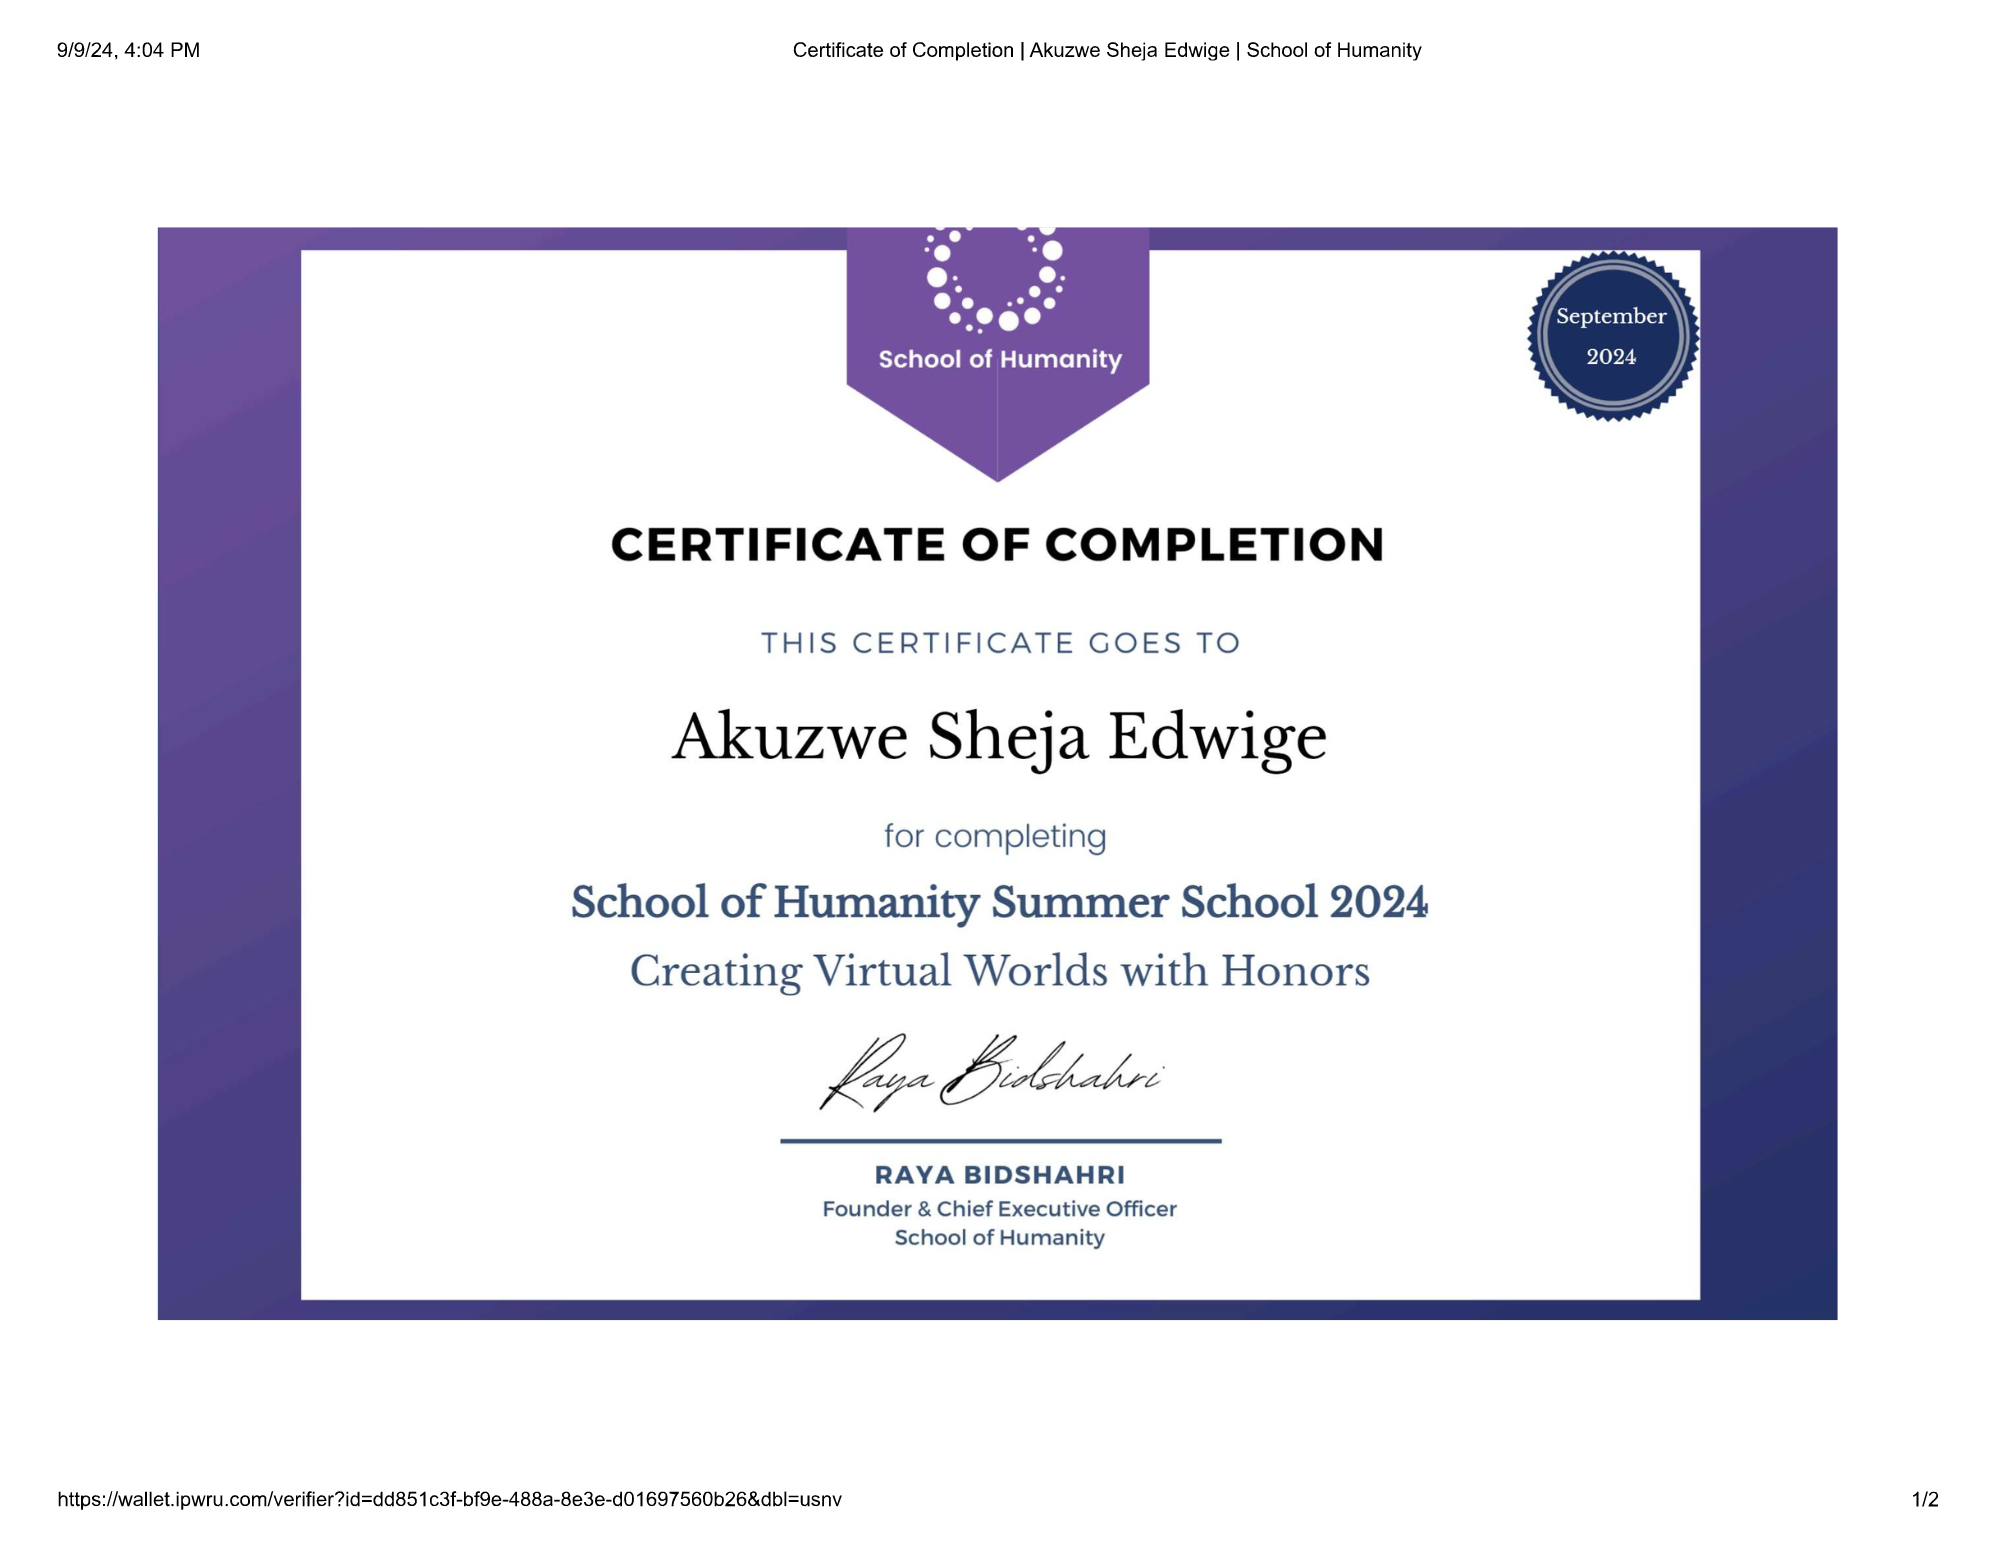 9/9/24, 4:04 PM
Certificate of Completion | Akuzwe Sheja Edwige | School of Humanity
School of Humanity
September
2024
CERTIFICATE OF COMPLETION
THIS CERTIFICATE GOES TO
Akuzwe Sheja Edwige
for completing
School of Humanity Summer School 2024
Creating Virtual Worlds with Honors
Raya Bidshahri
RAYA BIDSHAHRI
Founder & Chief Executive Officer
School of Humanity
https://wallet.ipwru.com/verifier?id=dd851c3f-bf9e-488a-8e3e-d01697560b26&dbl=usnv
1/2